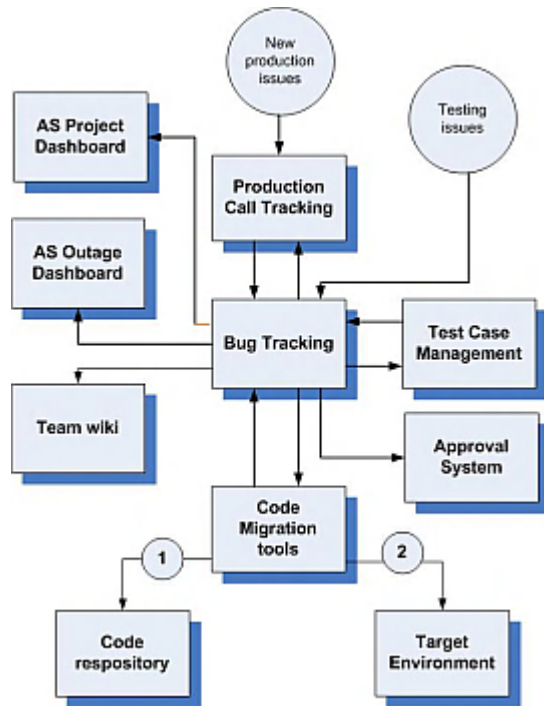 New
production
issues
Testing
issues
AS Project
Dashboard
Production
Call Tracking
AS Outage
Dashboard
Bug Tracking
Test Case
Management
Team wiki
Approval
System
Code
Migration
tools
1
2
Code
respository
Target
Environment